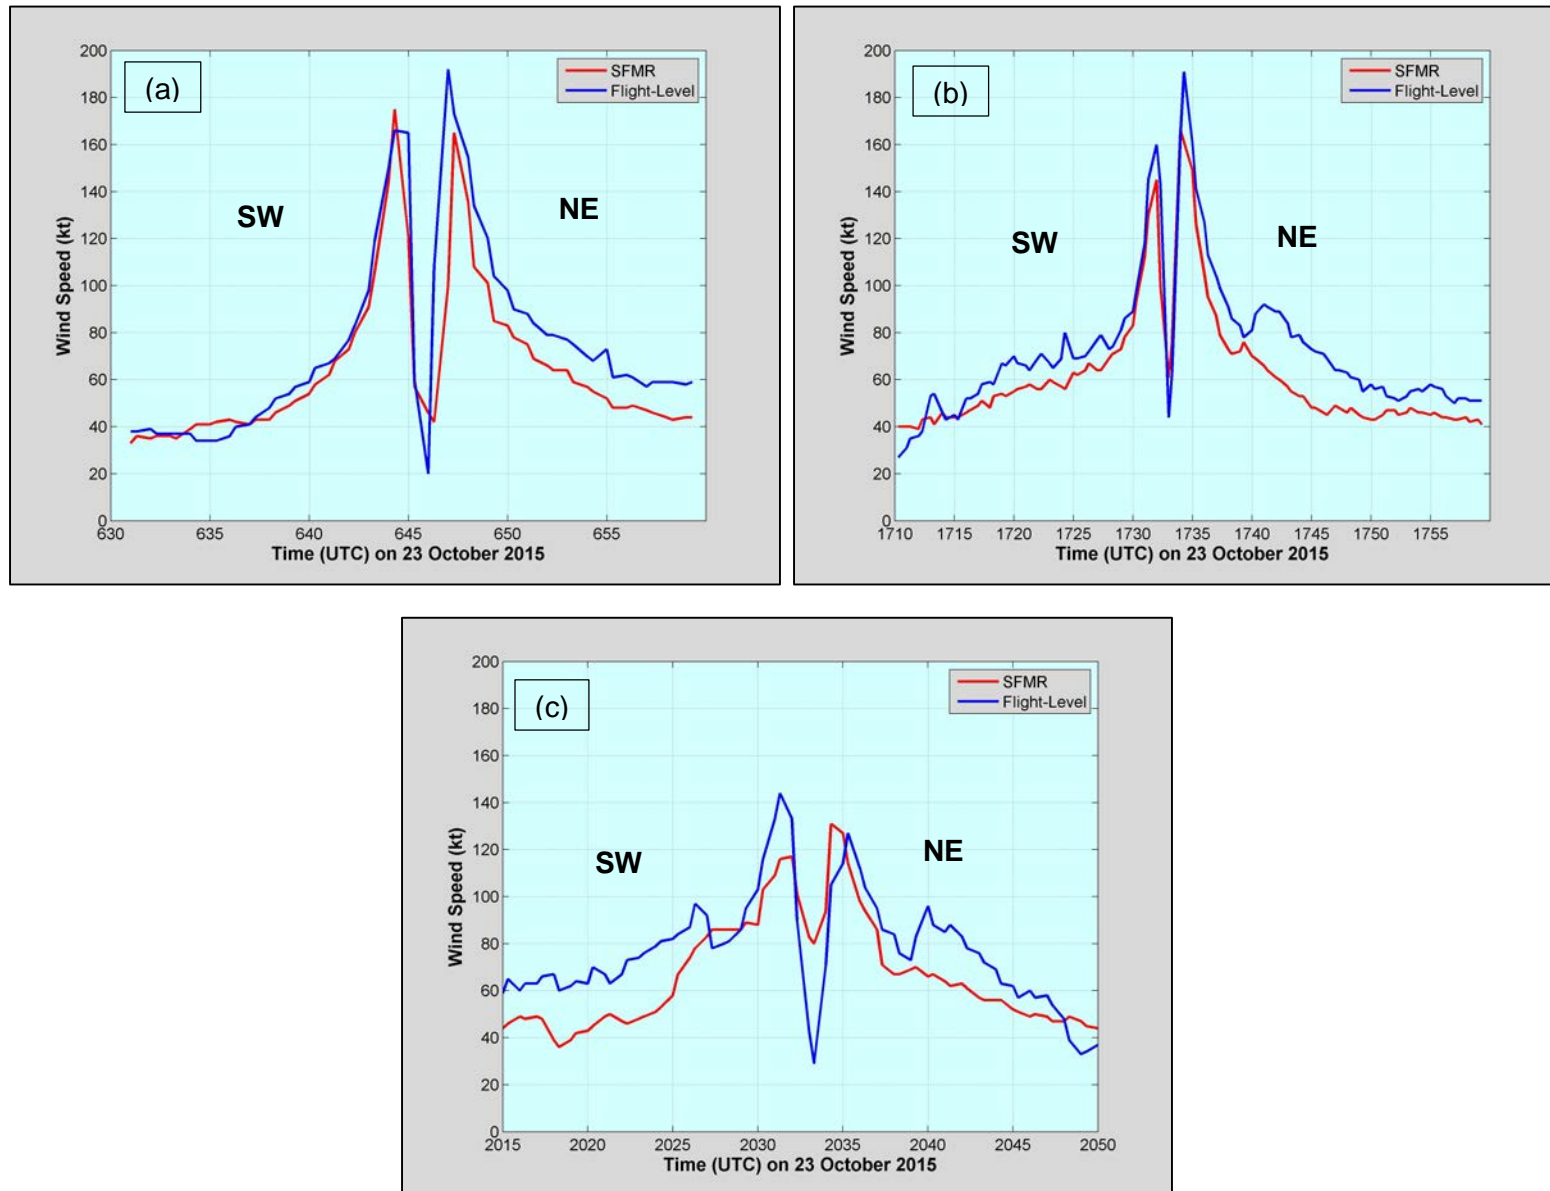 (a)
SFMR
Flight-Level
SW
NE
Wind Speed (kt)
200
180
160
140
120
100
80
60
40
20
0
630 635 640 645 650 655
Time (UTC) on 23 October 2015
(b)
SFMR
Flight-Level
SW
NE
Wind Speed (kt)
200
180
160
140
120
100
80
60
40
20
0
1710 1715 1720 1725 1730 1735 1740 1745 1750 1755
Time (UTC) on 23 October 2015
(c)
SFMR
Flight-Level
SW
NE
Wind Speed (kt)
200
180
160
140
120
100
80
60
40
20
0
2015 2020 2025 2030 2035 2040 2045 2050
Time (UTC) on 23 October 2015